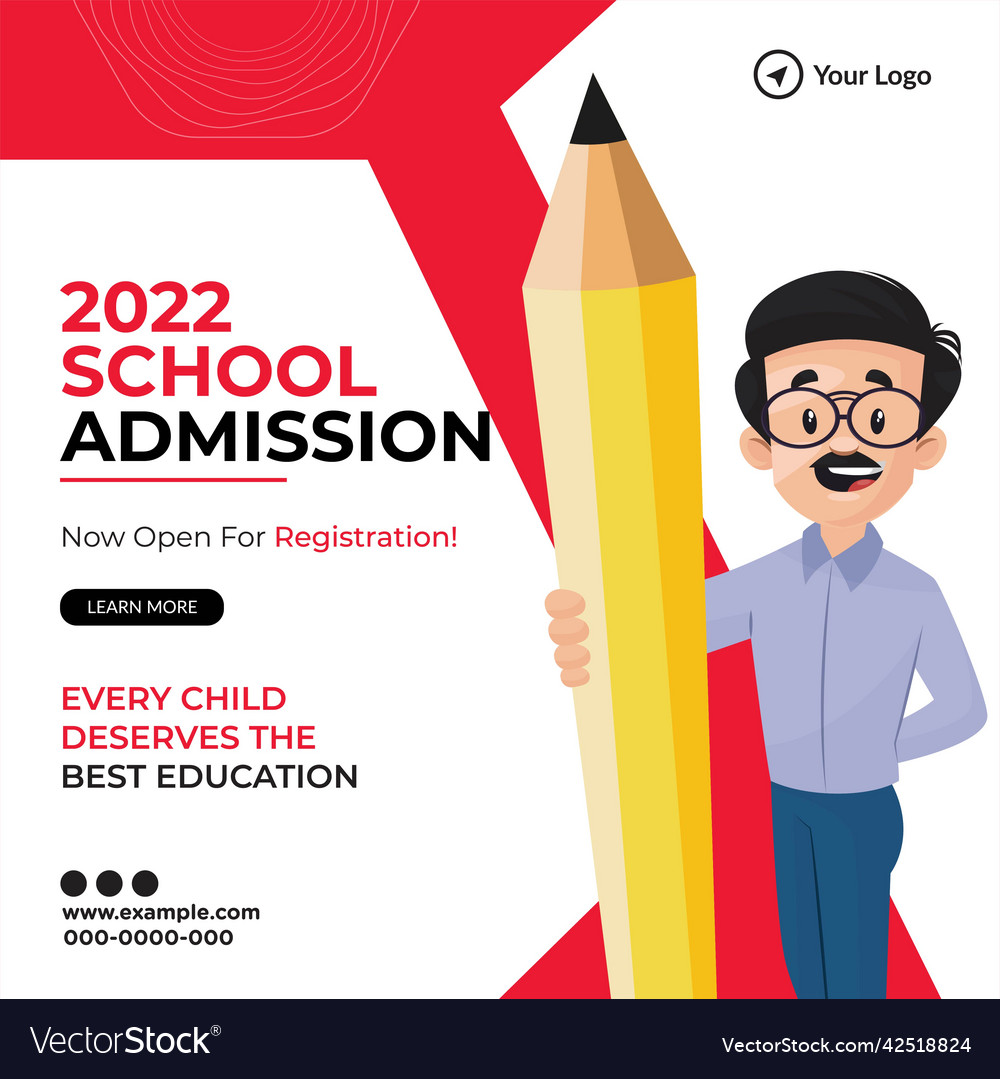 Your Logo
2022
SCHOOL
ADMISSION
Now Open For Registration!
LEARN MORE
EVERY CHILD
DESERVES THE
BEST EDUCATION
www.example.com
000-0000-000
VectorStock®
VectorStock.com/42518824